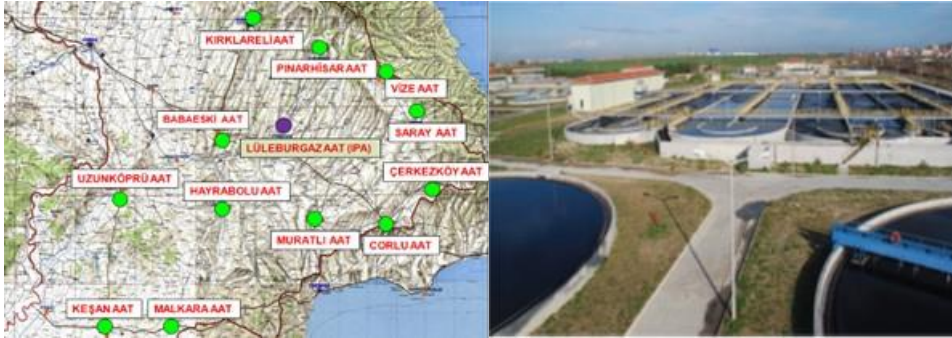 KIRKLARELİ AAT
PINARHİSAR AAT
VİZE AAT
BABAESKİ AAT
SARAY AAT
LÜLEBURGAZ AAT (IPA)
ÇERKEZKÖY AAT
UZUNKÖPRÜ AAT
HAYRABOLU AAT
MURATLI AAT
CORLU AAT
KEŞAN AAT
MALKARA AAT